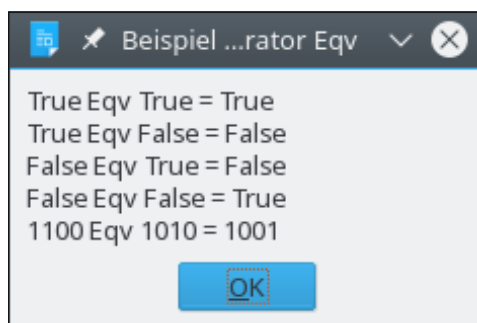 Beispiel ...rator Eqv
True Eqv True = True
True Eqv False = False
False Eqv True = False
False Eqv False = True
1100 Eqv 1010 = 1001
OK